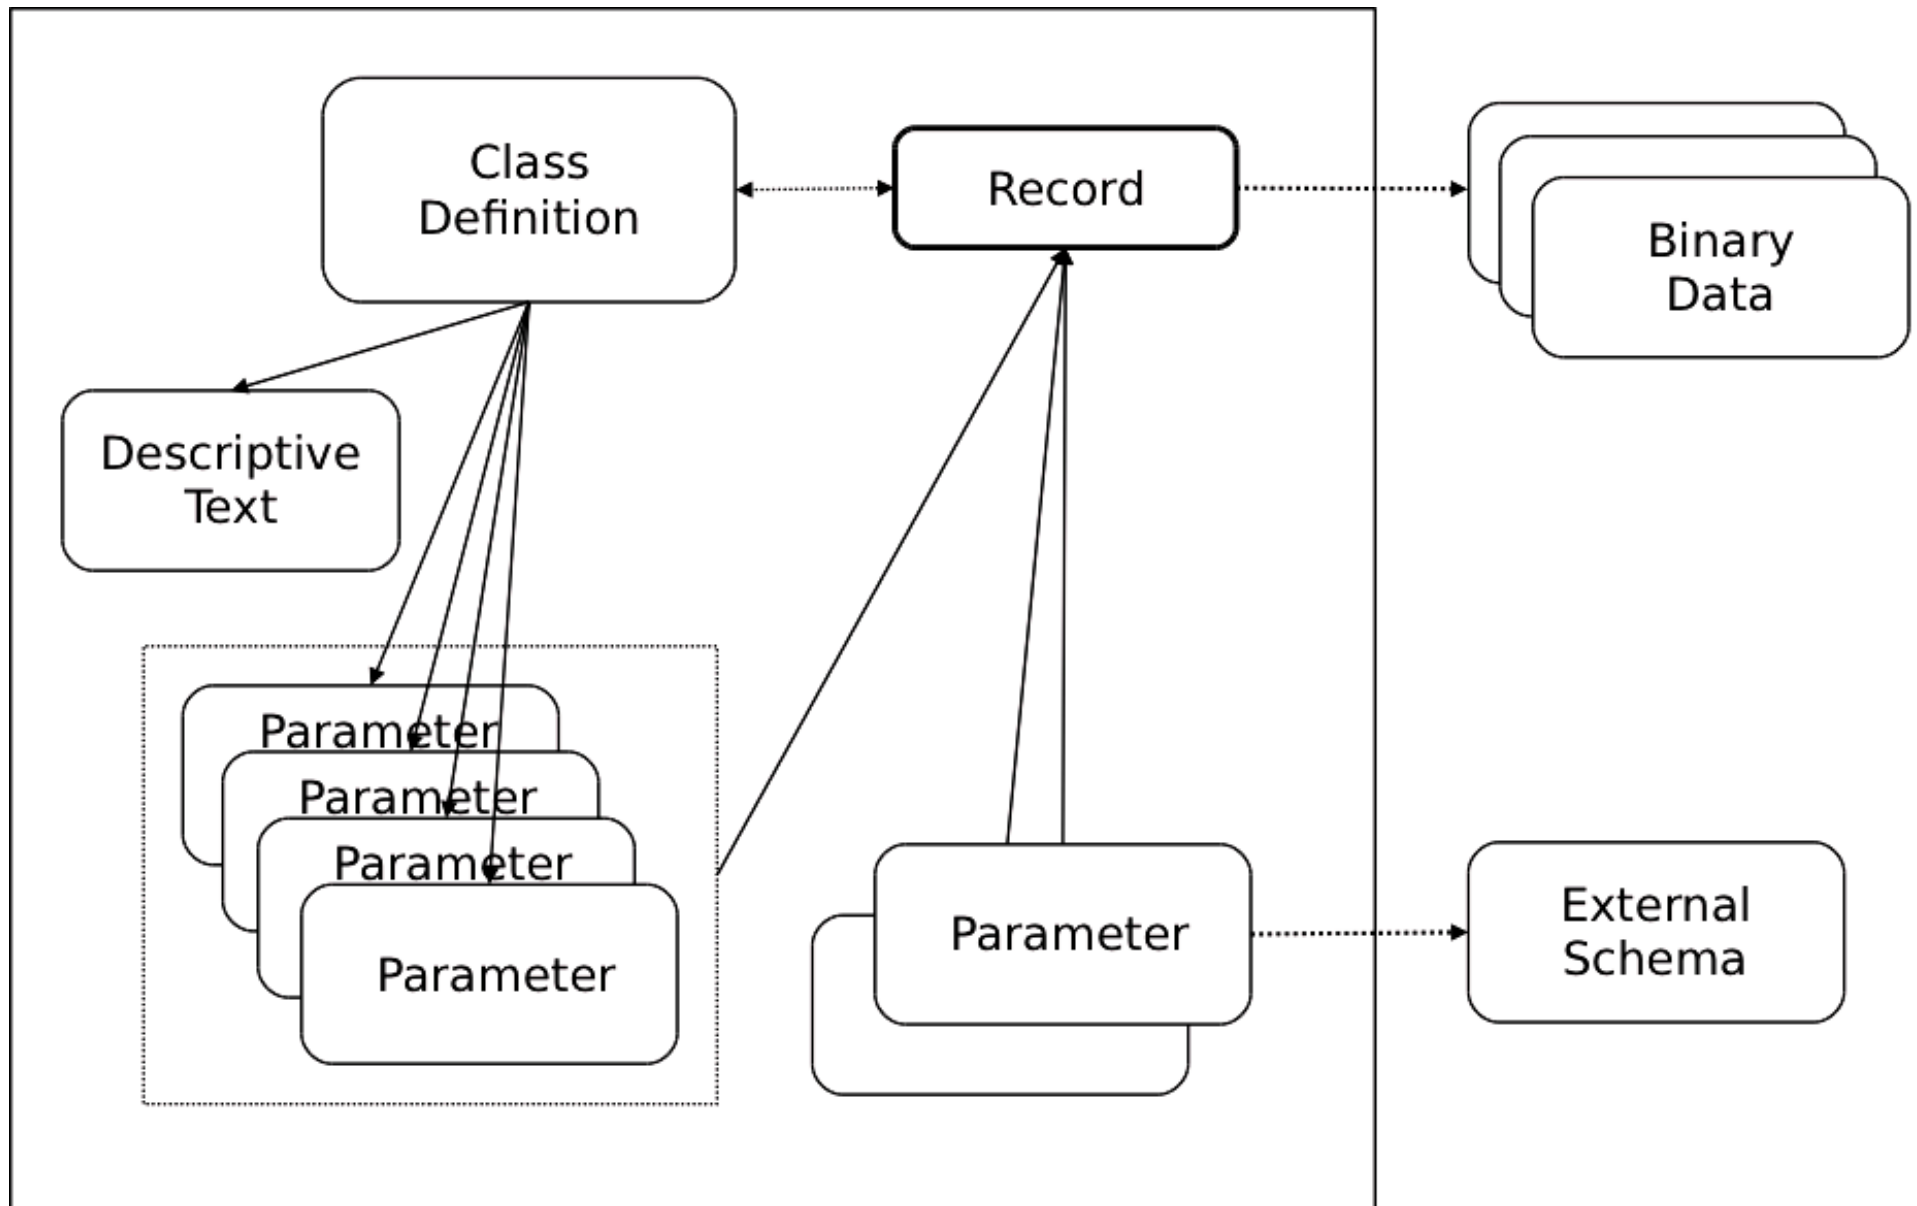 Class
Definition
Record
Binary
Data
Descriptive
Text
Parameter
Parameter
Parameter
Parameter
Parameter
External
Schema